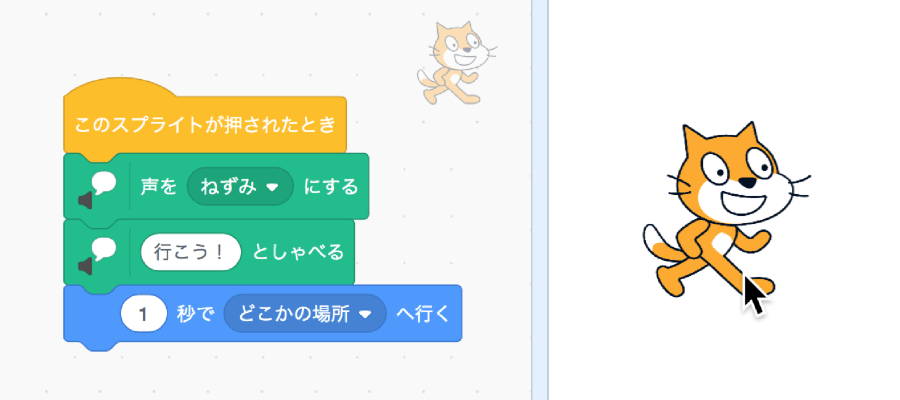 このスプライトが押されたとき
声を ねずみ にする
行こう！ としゃべる
1 秒で どこかの場所 へ行く